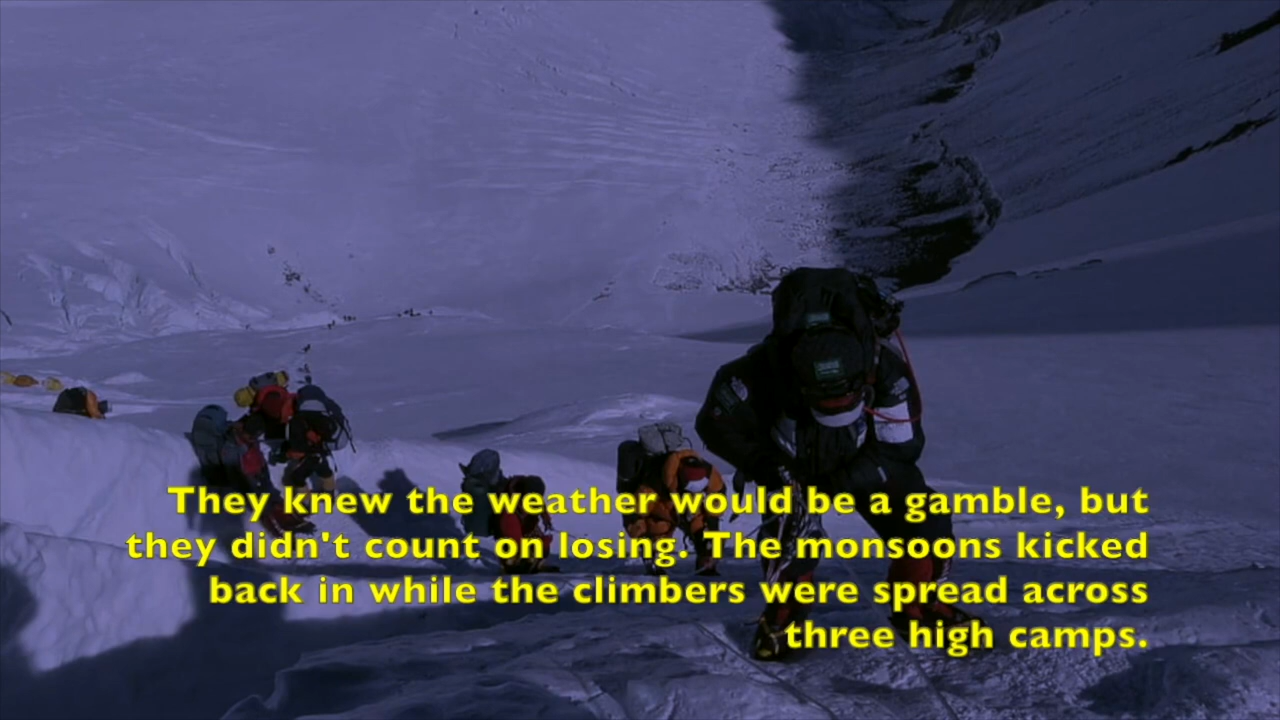 They knew the weather would be a gamble, but
they didn't count on losing. The monsoons kicked
back in while the climbers were spread across
three high camps.